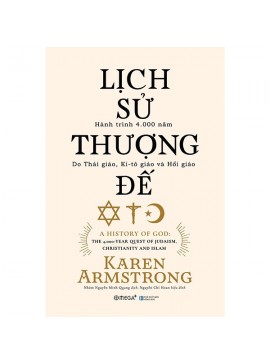 LỊCH
SỬ
Hành trình 4.000 năm
THƯỢNG
Do Thái giáo, Ki-tô giáo và Hồi giáo
ĐẾ
A HISTORY OF GOD:
THE 4,000-YEAR QUEST OF JUDAISM,
CHRISTIANITY AND ISLAM
KAREN
ARMSTRONG
Nhóm Nguyễn Minh Quang dịch, Nguyễn Chí Hoan hiệu đính
OMEGA+